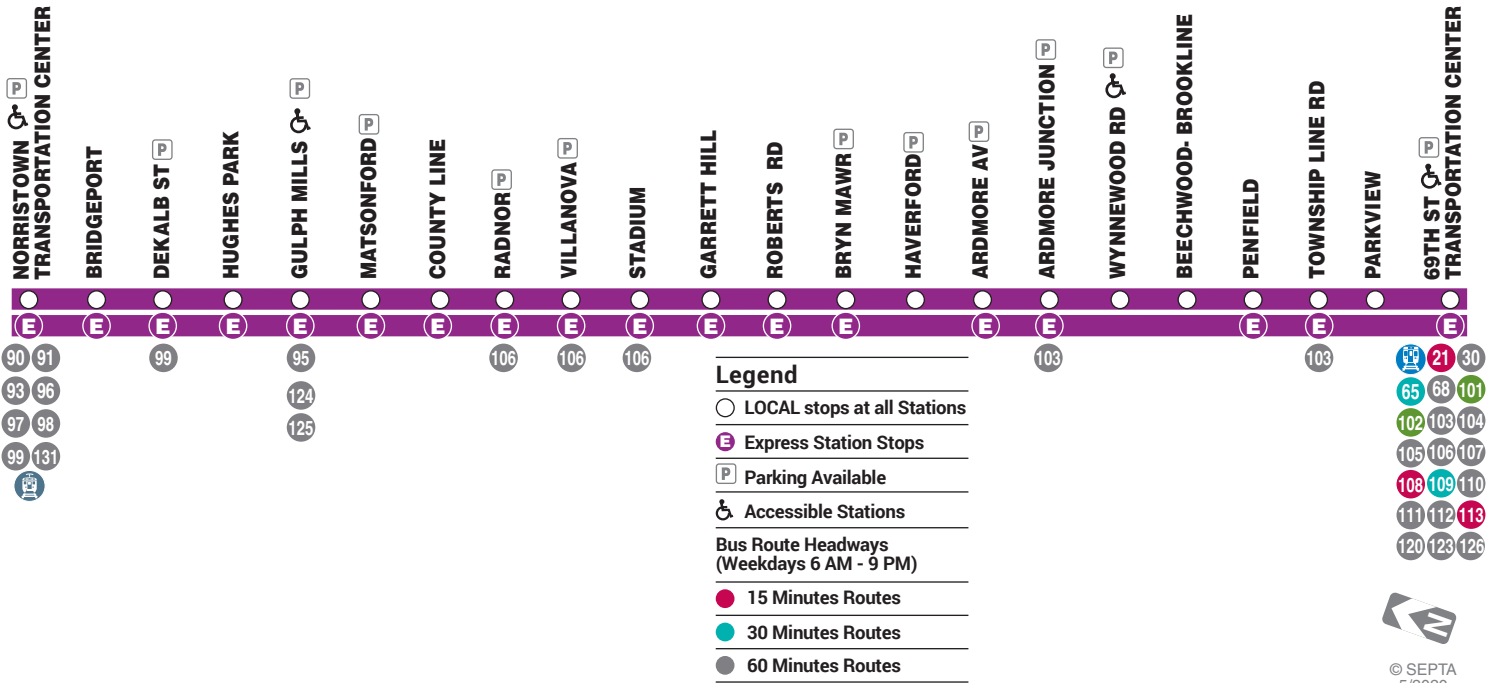 NORRISTOWN
TRANSPORTATION CENTER
P
BRIDGEPORT
DEKALB ST P
HUGHES PARK
GULPH MILLS P
MATSONFORD P
COUNTY LINE
RADNOR P
VILLANOVA P
STADIUM
GARRETT HILL
ROBERTS RD
BRYN MAWR P
HAVERFORD P
ARDMORE AV P
ARDMORE JUNCTION P
WYNNEWOOD RD P
BEECHWOOD- BROOKLINE
PENFIELD
TOWNSHIP LINE RD
PARKVIEW
69TH ST P
TRANSPORTATION CENTER
E E E E E E E E E E E E E E E E E E
90 91
93 96
97 98
99 131
99
95
124
125
106
106
106
103
103
21 30
65 68 101
102 103 104
105 106 107
108 109 110
111 112 113
120 123 126
Legend
LOCAL stops at all Stations
E Express Station Stops
P Parking Available
Accessible Stations
Bus Route Headways
(Weekdays 6 AM - 9 PM)
15 Minutes Routes
30 Minutes Routes
60 Minutes Routes
N
© SEPTA